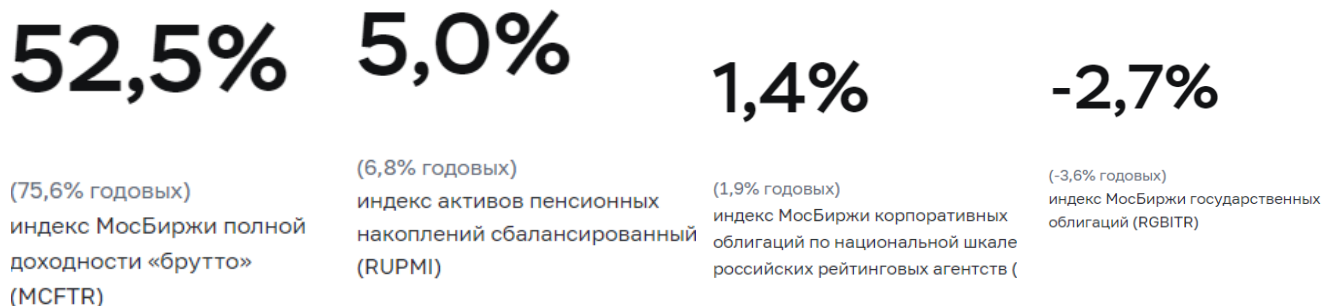 52,5%
(75,6% годовых)
индекс МосБиржи полной
доходности «брутто»
(MCFTR)
5,0%
(6,8% годовых)
индекс активов пенсионных
накоплений сбалансированный
(RUPMI)
1,4%
(1,9% годовых)
индекс МосБиржи корпоративных
облигаций по национальной шкале
российских рейтинговых агентств (
-2,7%
(-3,6% годовых)
индекс МосБиржи государственных
облигаций (RGBITR)